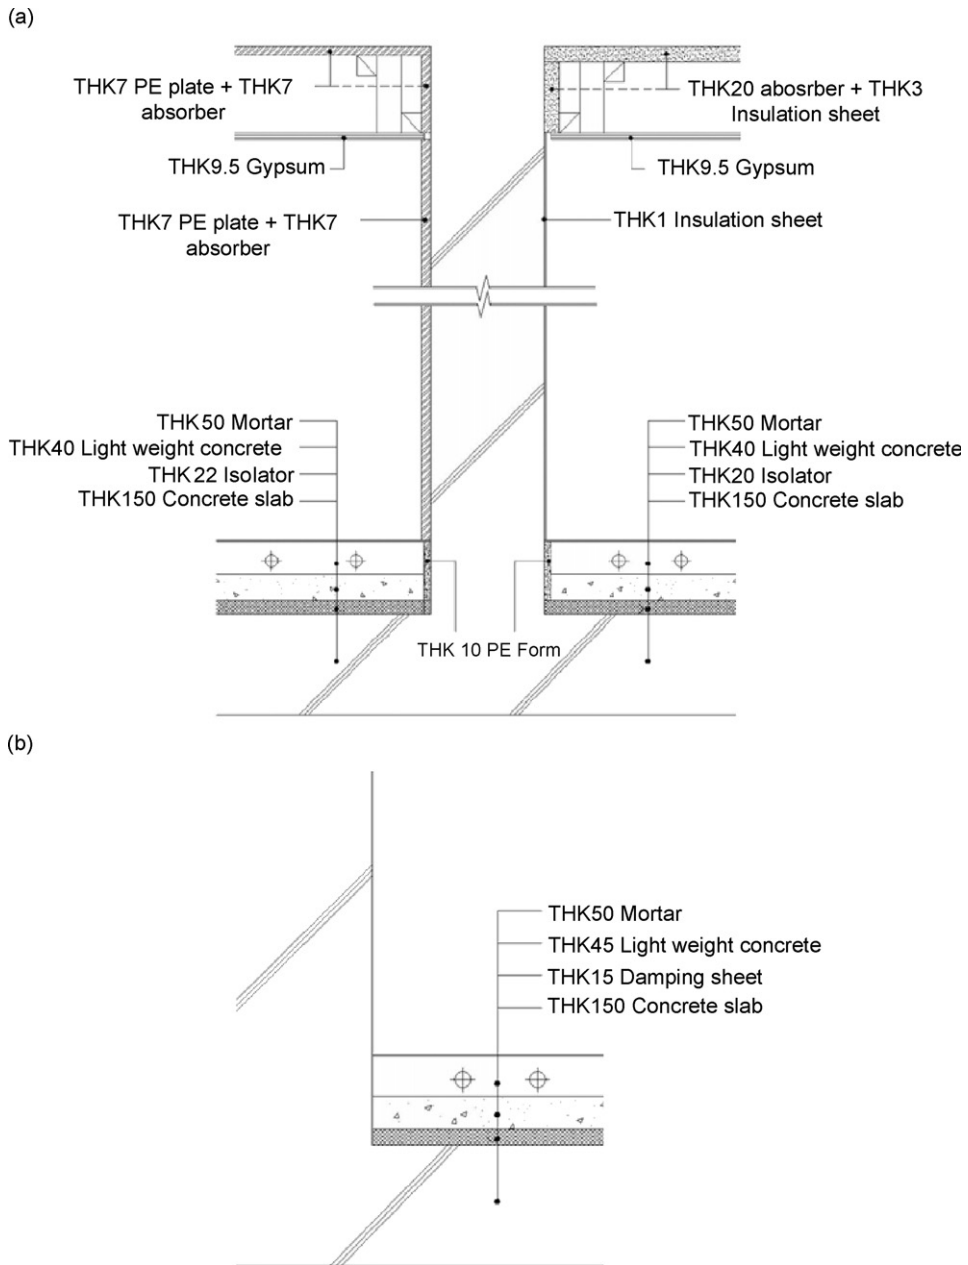 (a)
THK7 PE plate + THK7
absorber
THK20 abosrber + THK3
Insulation sheet
THK9.5 Gypsum
THK9.5 Gypsum
THK7 PE plate + THK7
absorber
THK1 Insulation sheet
THK50 Mortar
THK40 Light weight concrete
THK22 Isolator
THK150 Concrete slab
THK50 Mortar
THK40 Light weight concrete
THK20 Isolator
THK150 Concrete slab
THK 10 PE Form
(b)
THK50 Mortar
THK45 Light weight concrete
THK15 Damping sheet
THK150 Concrete slab